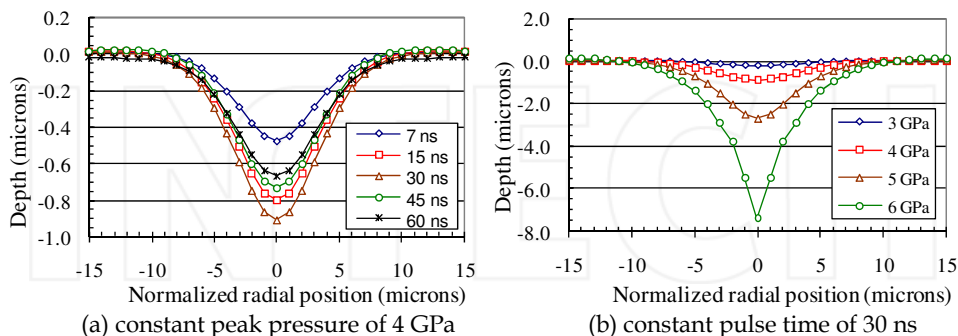 0.2
0.0
-0.2
-0.4
-0.6
-0.8
-1.0
Depth (microns)
7 ns
15 ns
30 ns
45 ns
60 ns
-15 -10 -5 0 5 10 15
Normalized radial position (microns)
(a) constant peak pressure of 4 GPa
2.0
0.0
-2.0
-4.0
-6.0
-8.0
Depth (microns)
3 GPa
4 GPa
5 GPa
6 GPa
-15 -10 -5 0 5 10 15
Normalized radial position (microns)
(b) constant pulse time of 30 ns